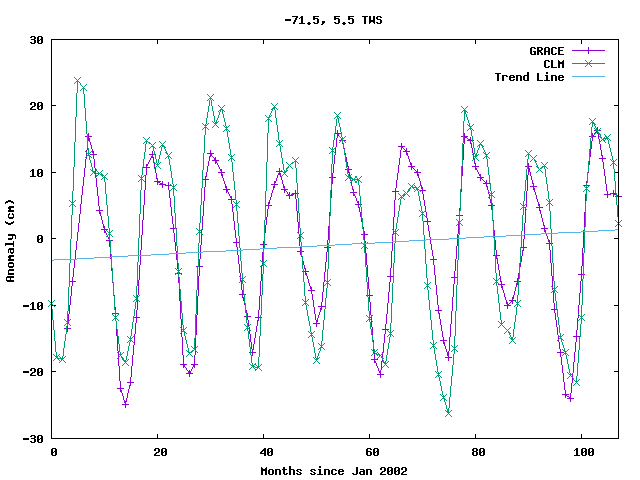 -71.5, 5.5 TWS
GRACE
CLM
Trend Line
30
20
10
0
-10
-20
-30
Anomaly (cm)
0 20 40 60 80 100
Months since Jan 2002